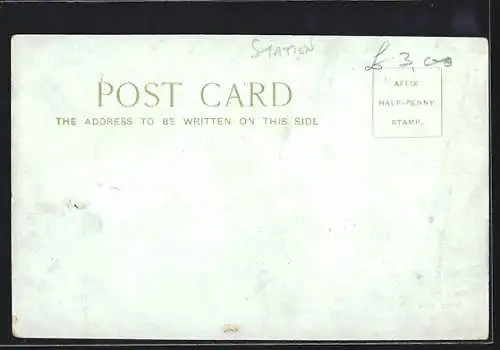 STATION
£ 3,00
POST CARD
THE ADDRESS TO BE WRITTEN ON THIS SIDE
AFFIX
HALF-PENNY
STAMP.